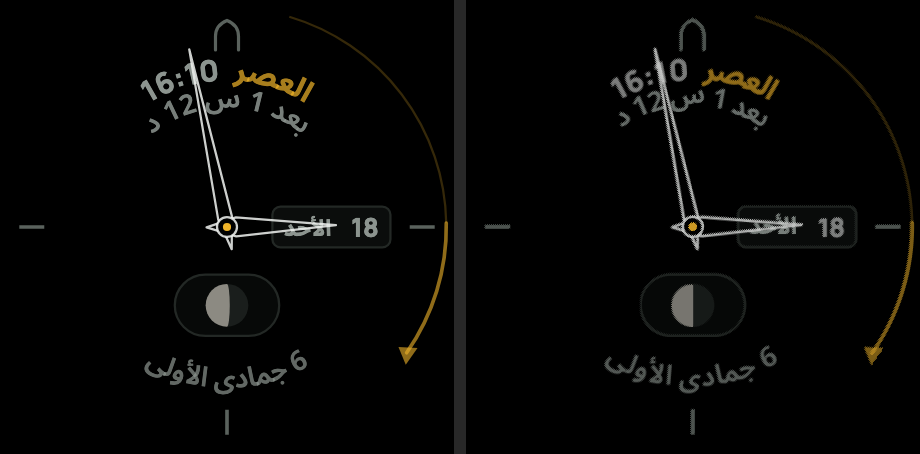 العصر 16:10
بعد 1 س 12 د
الأحد 18
6 جمادى الأولى
العصر 16:10
بعد 1 س 12 د
الأحد 18
6 جمادى الأولى